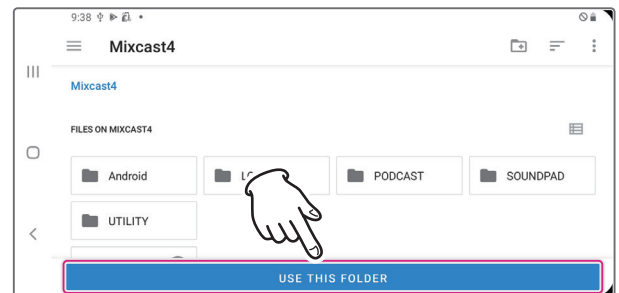 9:38
Mixcast4
Mixcast4
FILES ON MIXCAST4
Android
PODCAST
SOUNDPAD
UTILITY
USE THIS FOLDER